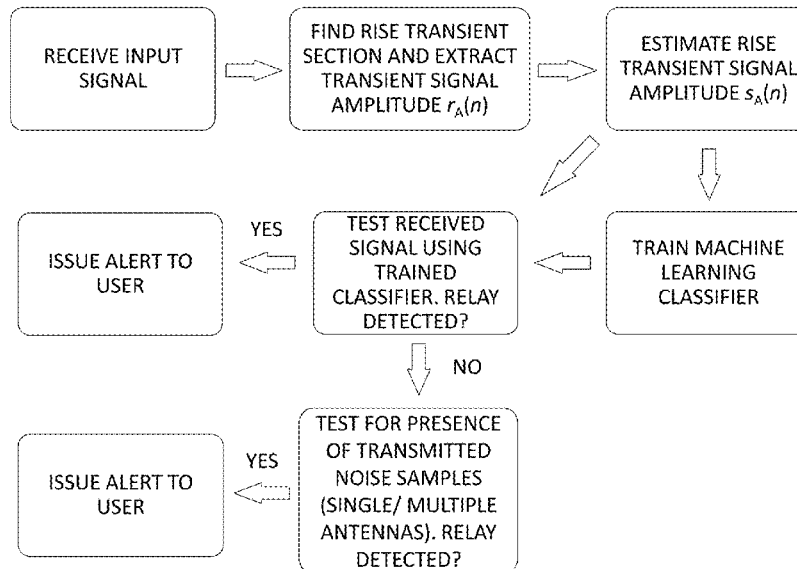 RECEIVE INPUT
SIGNAL
FIND RISE TRANSIENT
SECTION AND EXTRACT
TRANSIENT SIGNAL
AMPLITUDE r_A(n)
ESTIMATE RISE
TRANSIENT SIGNAL
AMPLITUDE s_A(n)
ISSUE ALERT TO
USER
YES
TEST RECEIVED
SIGNAL USING
TRAINED
CLASSIFIER. RELAY
DETECTED?
TRAIN MACHINE
LEARNING
CLASSIFIER
NO
ISSUE ALERT TO
USER
YES
TEST FOR PRESENCE
OF TRANSMITTED
NOISE SAMPLES
(SINGLE/ MULTIPLE
ANTENNAS). RELAY
DETECTED?